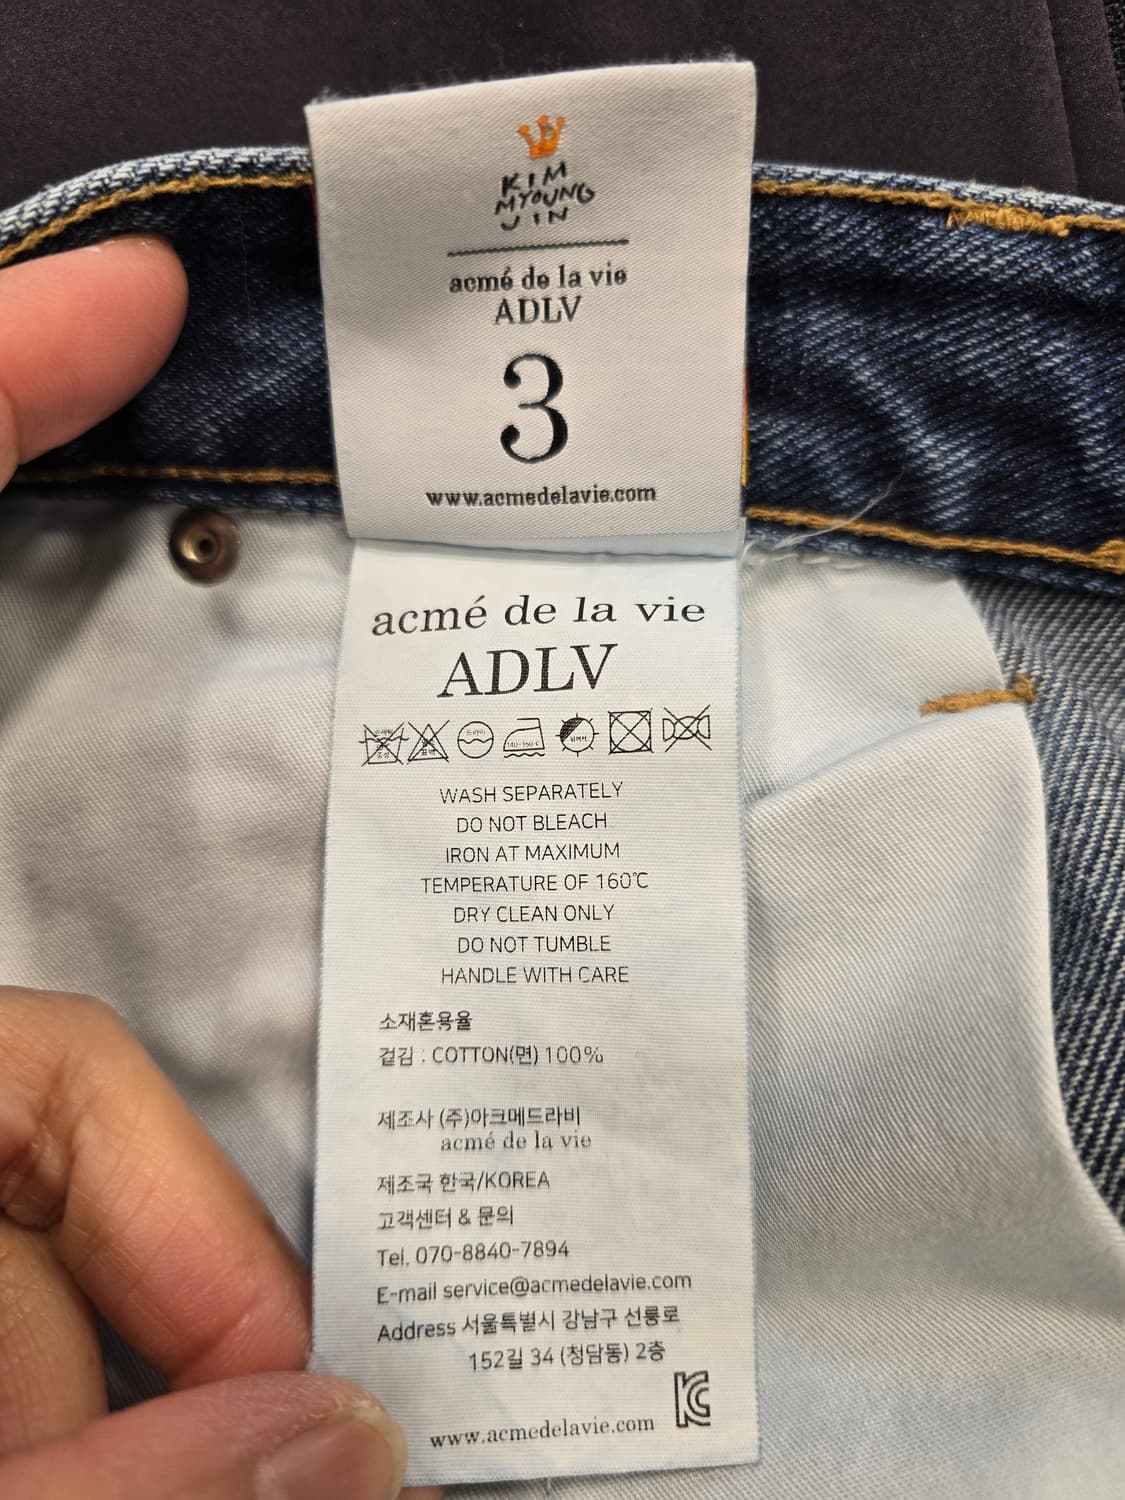 KIM
MYOUNG
JIN
acmé de la vie
ADLV
3
www.acmedelavie.com
acmé de la vie
ADLV
드라이
140~160℃
WASH SEPARATELY
DO NOT BLEACH
IRON AT MAXIMUM
TEMPERATURE OF 160℃
DRY CLEAN ONLY
DO NOT TUMBLE
HANDLE WITH CARE
소재혼용율
겉감 : COTTON(면) 100%
제조사 (주)아크메드라비
acmé de la vie
제조국 한국/KOREA
고객센터 & 문의
Tel. 070-8840-7894
E-mail service@acmedelavie.com
Address 서울특별시 강남구 선릉로
152길 34 (청담동) 2층
www.acmedelavie.com